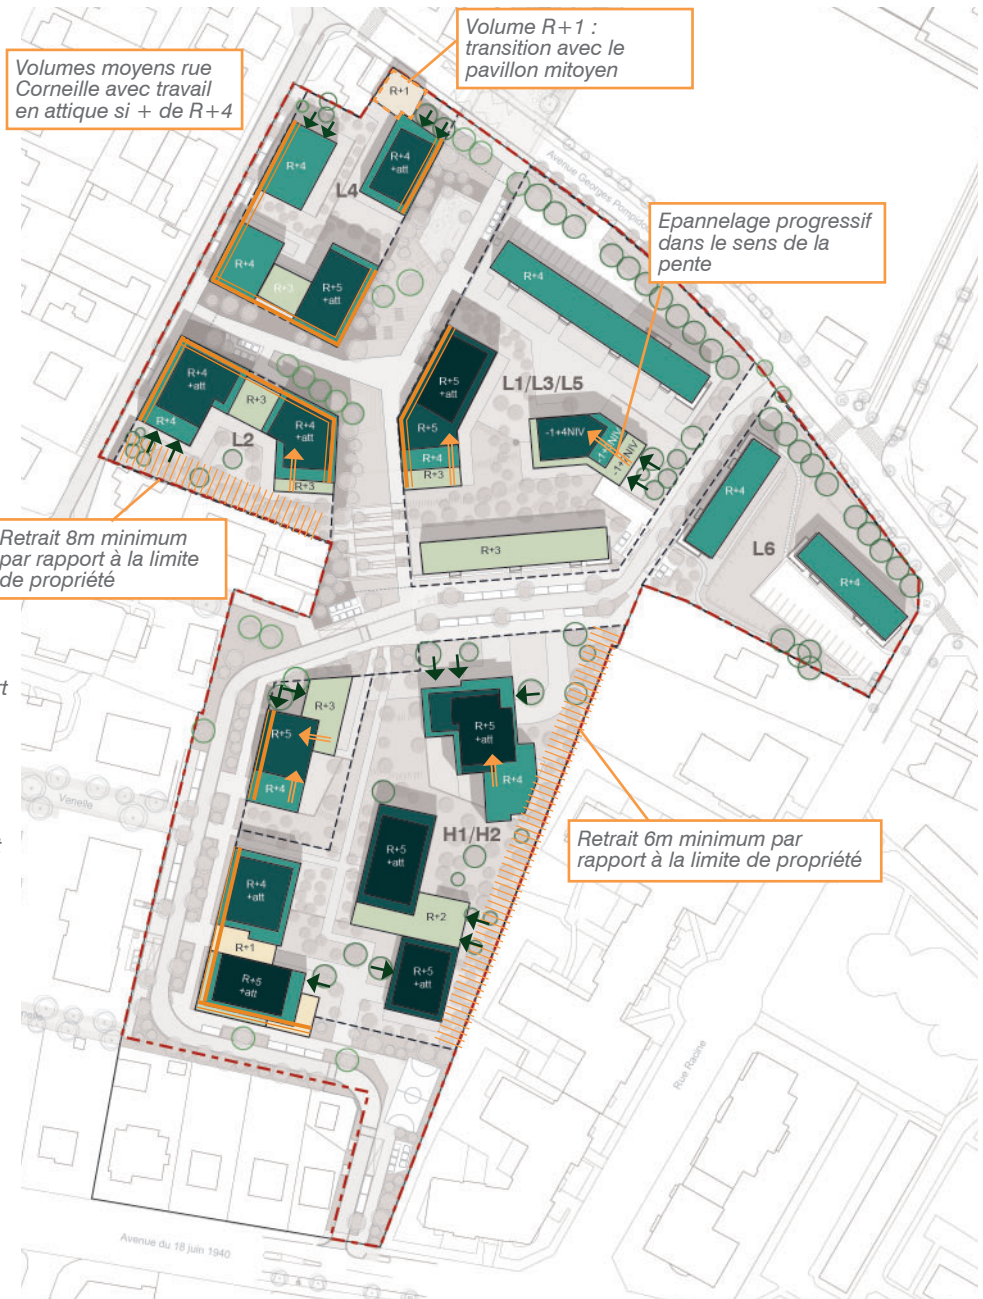 Volume R+1 :
transition avec le
pavillon mitoyen
Volumes moyens rue
Corneille avec travail
en attique si + de R+4
R+1
R+4
R+4
+att
L4
Avenue Georges Pompidou
Epannelage progressif
dans le sens de la
pente
R+4
R+3
R+5
+att
R+4
R+4
+att
R+3
R+4
R+4
+att
L2
R+3
R+5
+att
R+5
R+4
R+3
L1/L3/L5
-1+4NIV
R+4
L6
R+4
R+3
Retrait 8m minimum
par rapport à la limite
de propriété
rt
R+3
R+5
R+4
R+5
+att
R+4
Venelle
H1/H2
R+5
+att
R+2
Retrait 6m minimum par
rapport à la limite de propriété
R+4
+att
R+1
R+5
+att
R+5
+att
Rue Racine
Avenue du 18 juin 1940